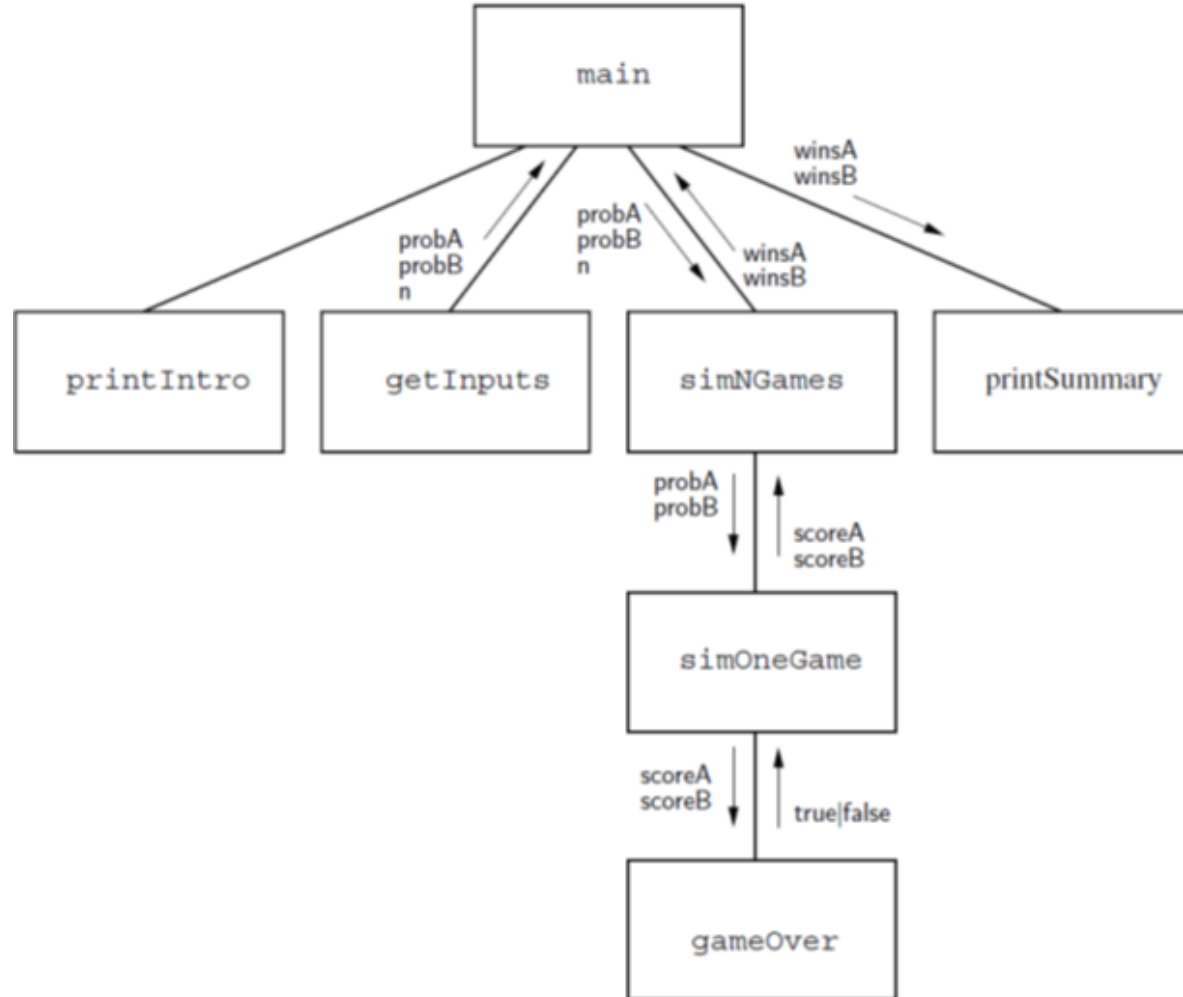 main
winsA
winsB
probA
probB
n
probA
probB
n
winsA
winsB
printIntro
getInputs
simNGames
printSummary
probA
probB
scoreA
scoreB
simOneGame
scoreA
scoreB
true|false
gameOver